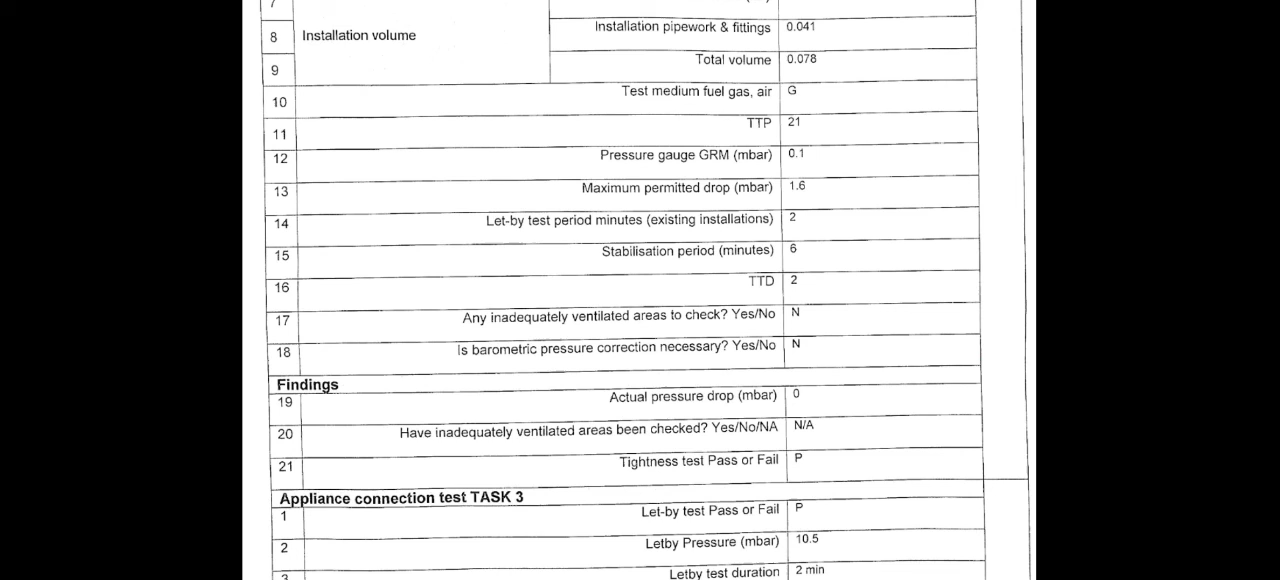 7
8 Installation volume Installation pipework & fittings 0.041
9 Total volume 0.078
10 Test medium fuel gas, air G
11 TTP 21
12 Pressure gauge GRM (mbar) 0.1
13 Maximum permitted drop (mbar) 1.6
14 Let-by test period minutes (existing installations) 2
15 Stabilisation period (minutes) 6
16 TTD 2
17 Any inadequately ventilated areas to check? Yes/No N
18 Is barometric pressure correction necessary? Yes/No N
Findings
19 Actual pressure drop (mbar) 0
20 Have inadequately ventilated areas been checked? Yes/No/NA N/A
21 Tightness test Pass or Fail P
Appliance connection test TASK 3
1 Let-by test Pass or Fail P
2 Letby Pressure (mbar) 10.5
3 Letby test duration 2 min